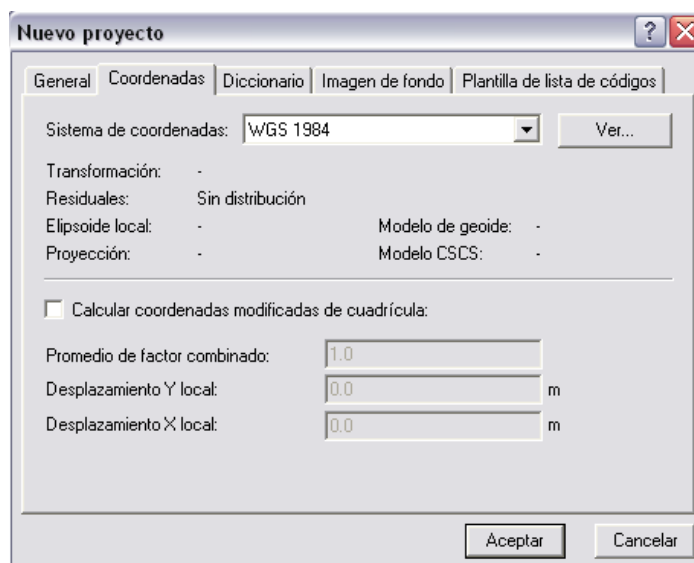 Nuevo proyecto
General Coordenadas Diccionario Imagen de fondo Plantilla de lista de códigos
Sistema de coordenadas: WGS 1984 Ver...
Transformación: -
Residuales: Sin distribución
Elipsoide local: - Modelo de geoide: -
Proyección: - Modelo CSCS: -
Calcular coordenadas modificadas de cuadrícula:
Promedio de factor combinado: 1.0
Desplazamiento Y local: 0.0 m
Desplazamiento X local: 0.0 m
Aceptar Cancelar